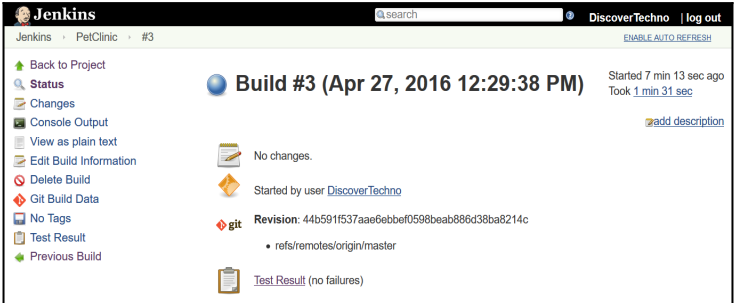 Jenkins
search
DiscoverTechno | log out
Jenkins PetClinic #3
ENABLE AUTO REFRESH
Back to Project
Status
Changes
Console Output
View as plain text
Edit Build Information
Delete Build
Git Build Data
No Tags
Test Result
Previous Build
Build #3 (Apr 27, 2016 12:29:38 PM)
Started 7 min 13 sec ago
Took 1 min 31 sec
add description
No changes.
Started by user DiscoverTechno
git Revision: 44b591f537aae6ebbef0598beab886d38ba8214c
refs/remotes/origin/master
Test Result (no failures)